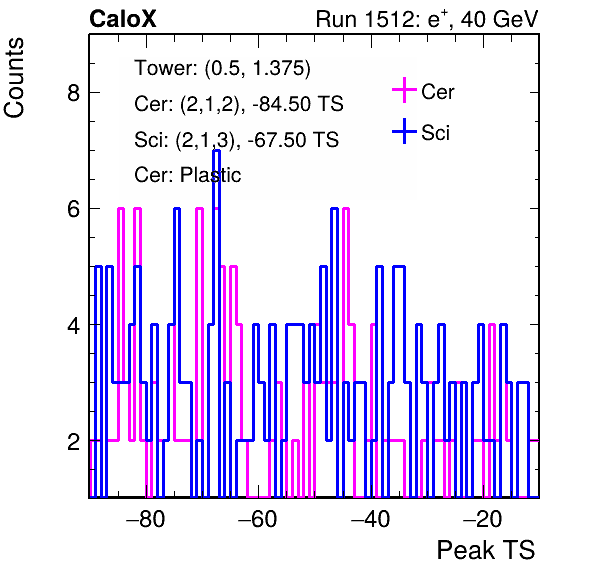 CaloX Run 1512: e⁺, 40 GeV
Counts
Tower: (0.5, 1.375)
Cer: (2,1,2), -84.50 TS
Sci: (2,1,3), -67.50 TS
Cer: Plastic
Cer
Sci
8
6
4
2
−80 −60 −40 −20
Peak TS